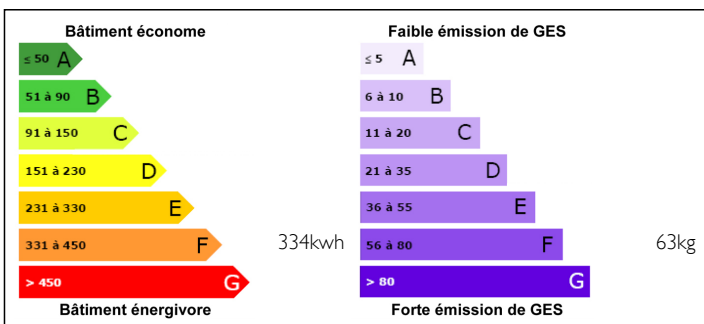 Bâtiment économe
≤ 50 A
51 à 90 B
91 à 150 C
151 à 230 D
231 à 330 E
331 à 450 F 334kwh
> 450 G
Bâtiment énergivore
Faible émission de GES
≤ 5 A
6 à 10 B
11 à 20 C
21 à 35 D
36 à 55 E
56 à 80 F 63kg
> 80 G
Forte émission de GES